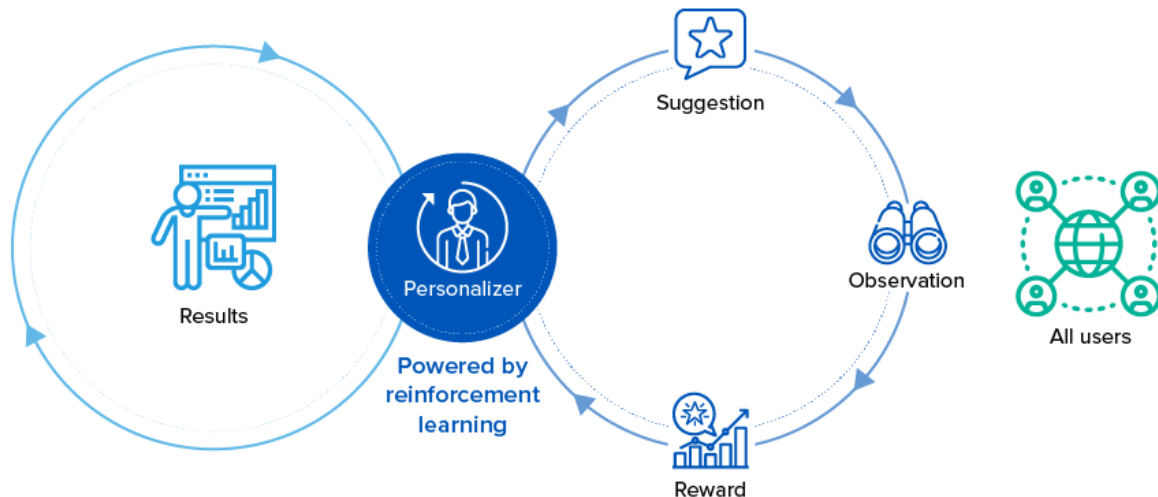 Suggestion
Personalizer
Observation
Results
All users
Powered by
reinforcement
learning
Reward